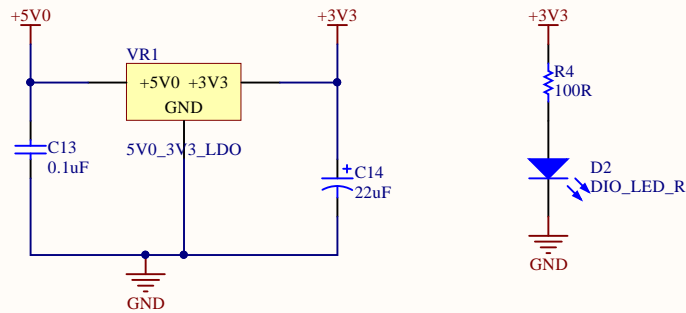 +5V0
+3V3
+3V3
VR1
+5V0 +3V3
GND
5V0_3V3_LDO
C13
0.1uF
C14
22uF
GND
R4
100R
D2
DIO_LED_R
GND